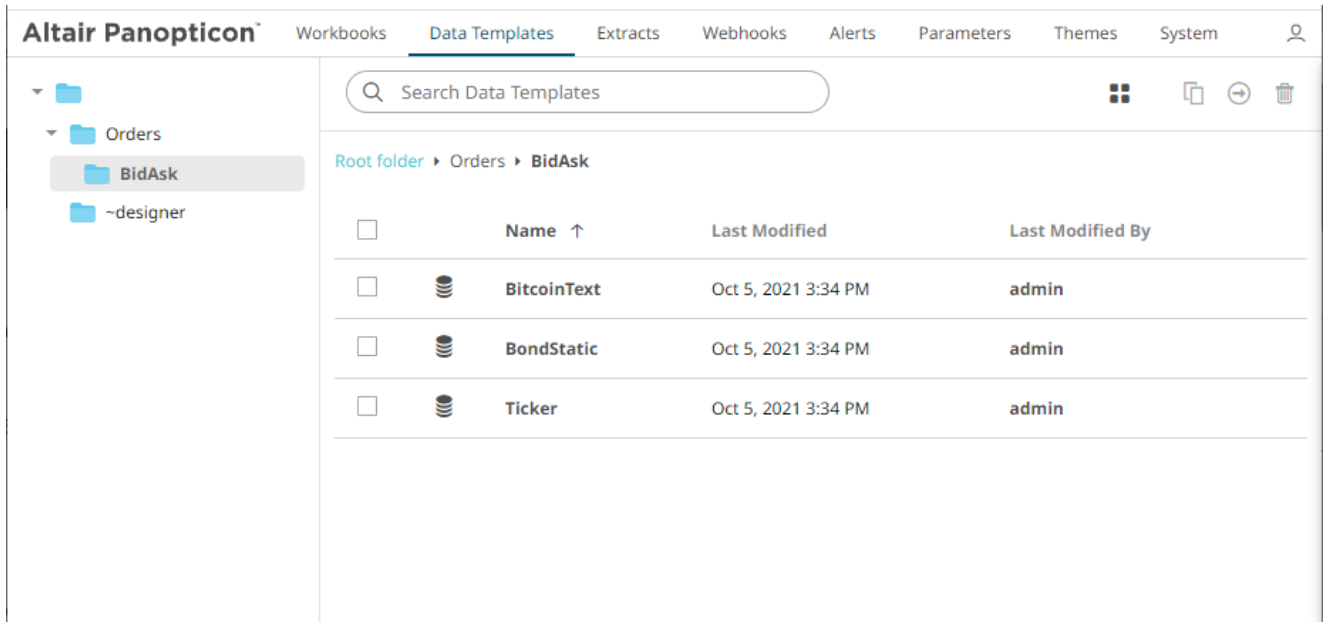 Altair Panopticon™ Workbooks Data Templates Extracts Webhooks Alerts Parameters Themes System
Search Data Templates
Orders
BidAsk
~designer
Root folder Orders BidAsk
Name ↑ Last Modified Last Modified By
BitcoinText Oct 5, 2021 3:34 PM admin
BondStatic Oct 5, 2021 3:34 PM admin
Ticker Oct 5, 2021 3:34 PM admin